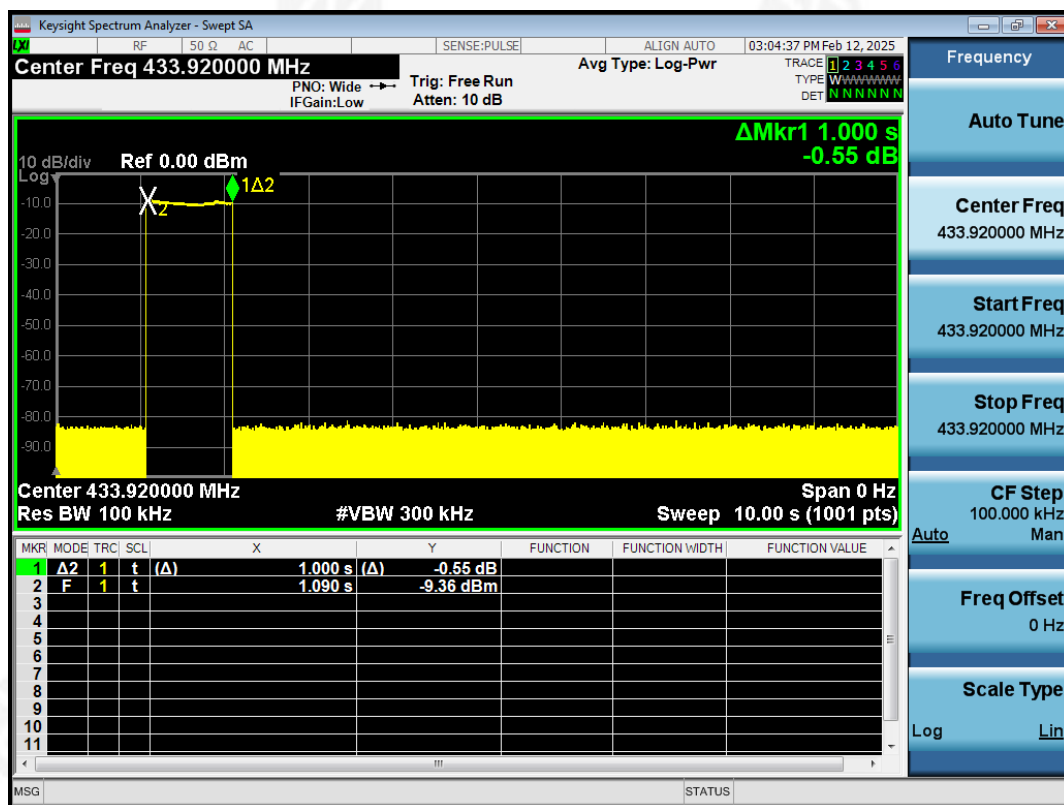 Keysight Spectrum Analyzer - Swept SA
LXI RF 50 Ω AC SENSE:PULSE ALIGN AUTO 03:04:37 PM Feb 12, 2025
Center Freq 433.920000 MHz
PNO: Wide
IFGain:Low
Trig: Free Run
Atten: 10 dB
Avg Type: Log-Pwr
TRACE 1 2 3 4 5 6
TYPE WWWWWWW
DET N N N N N N
ΔMkr1 1.000 s
-0.55 dB
10 dB/div Ref 0.00 dBm
Log
1Δ2
2
-10.0
-20.0
-30.0
-40.0
-50.0
-60.0
-70.0
-80.0
-90.0
Center 433.920000 MHz Span 0 Hz
Res BW 100 kHz #VBW 300 kHz Sweep 10.00 s (1001 pts)
MKR MODE TRC SCL X Y FUNCTION FUNCTION WIDTH FUNCTION VALUE
1 Δ2 1 t (Δ) 1.000 s (Δ) -0.55 dB
2 F 1 t 1.090 s -9.36 dBm
3
4
5
6
7
8
9
10
11
MSG STATUS
Frequency
Auto Tune
Center Freq
433.920000 MHz
Start Freq
433.920000 MHz
Stop Freq
433.920000 MHz
CF Step
100.000 kHz
Auto Man
Freq Offset
0 Hz
Scale Type
Log Lin